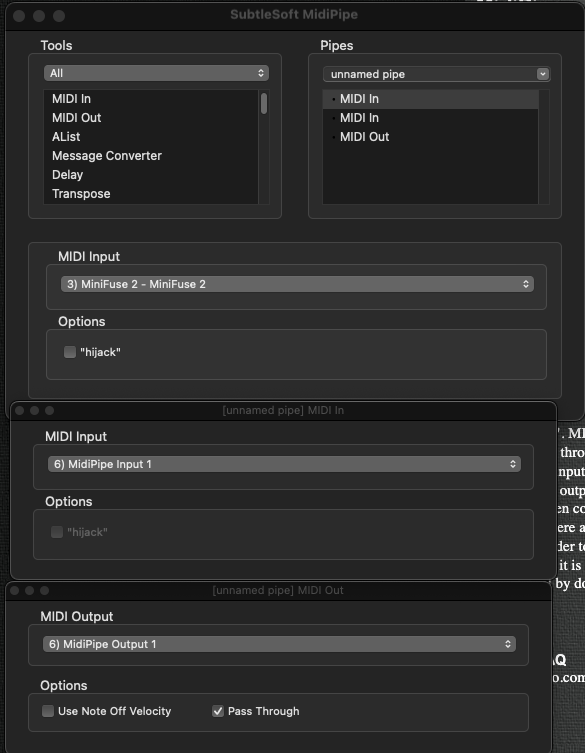 SubtleSoft MidiPipe
Tools
All
MIDI In
MIDI Out
AList
Message Converter
Delay
Transpose
Pipes
unnamed pipe
· MIDI In
· MIDI In
· MIDI Out
MIDI Input
3) MiniFuse 2 - MiniFuse 2
Options
"hijack"
[unnamed pipe] MIDI In
MIDI Input
6) MidiPipe Input 1
Options
"hijack"
[unnamed pipe] MIDI Out
MIDI Output
6) MidiPipe Output 1
Options
Use Note Off Velocity
Pass Through
'. MI
thro
nput
outp
en co
ere a
der to
it is
by do
AQ
o.com